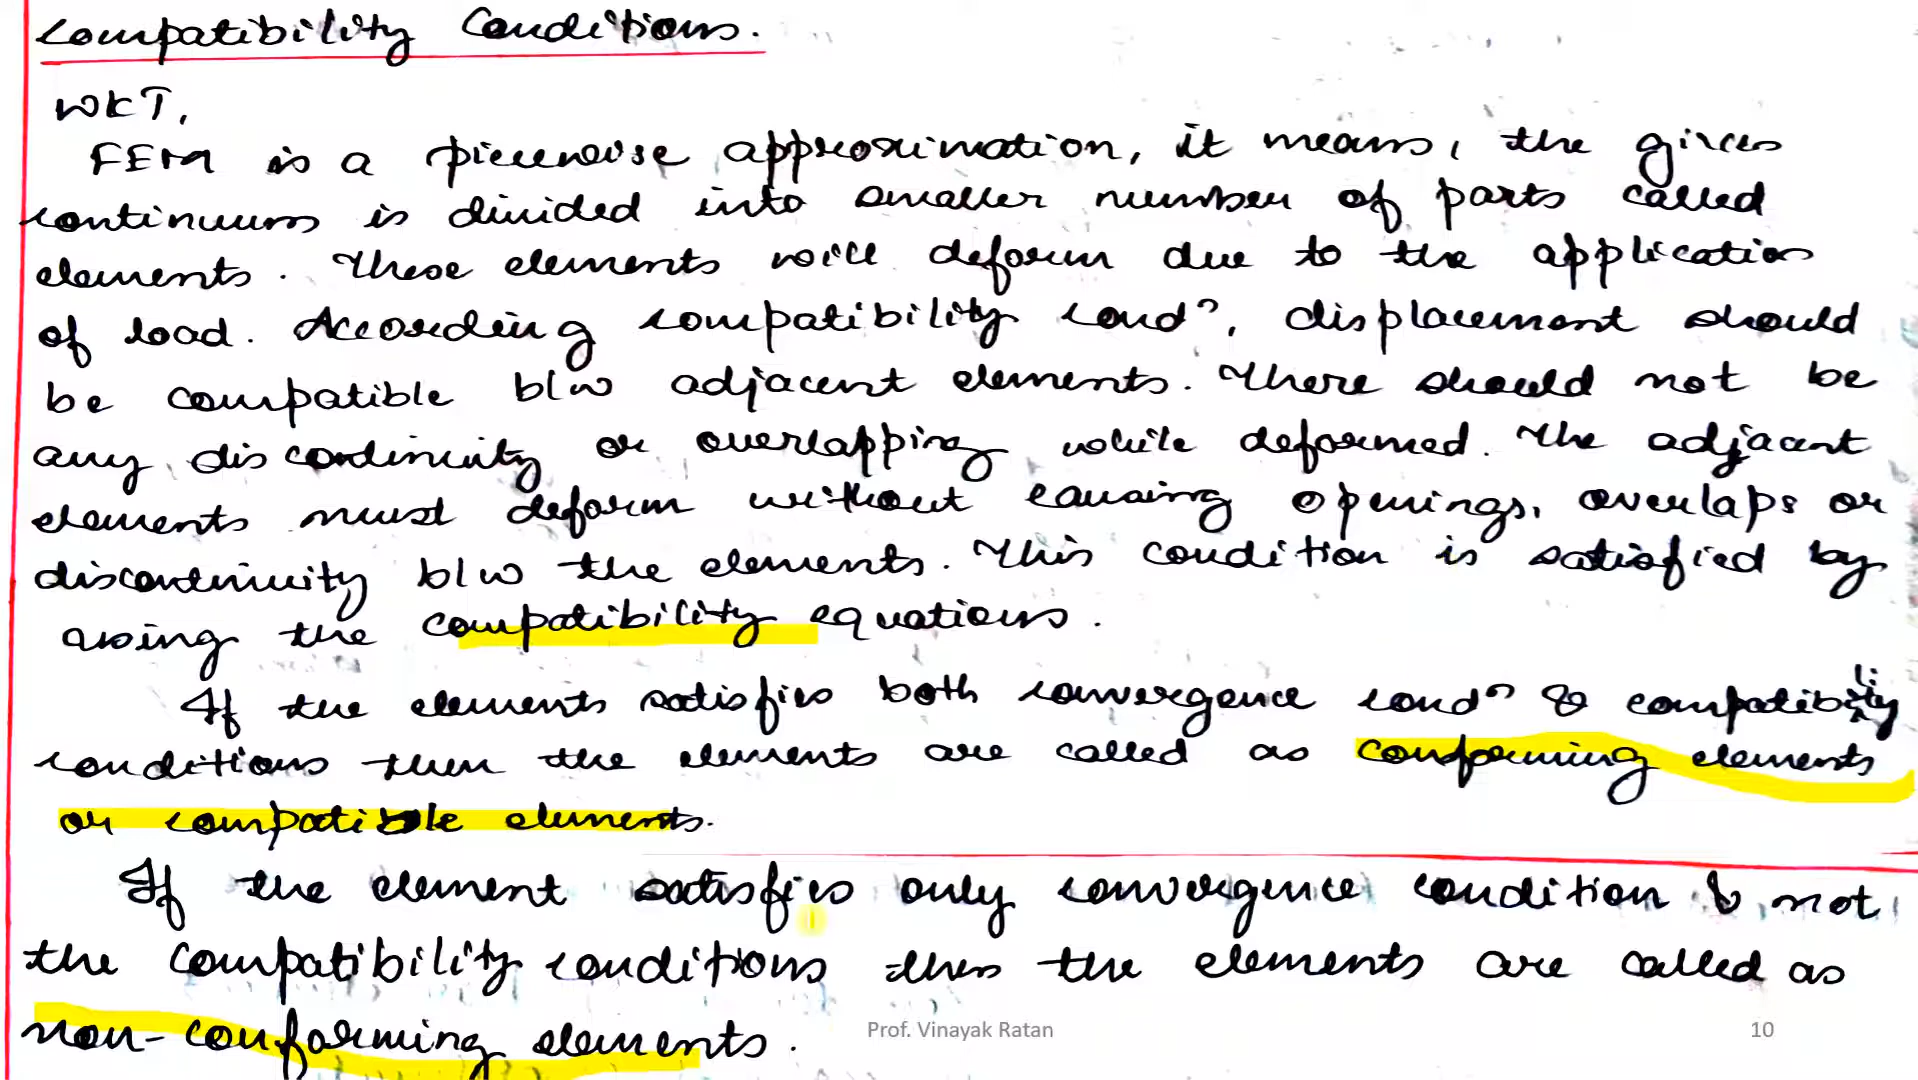 Compatibility Conditions.
WKT,
FEM is a piecewise approximation, it means, the given
continuum is divided into smaller number of parts called
elements. These elements will deform due to the application
of load. According compatibility condn, displacement should
be compatible b/w adjacent elements. There should not be
any discontinuity or overlapping while deformed. The adjacent
elements must deform without causing openings, overlaps or
discontinuity b/w the elements. This condition is satisfied by
using the compatibility equations.
If the elements satisfies both convergence condn & compatibility
conditions then the elements are called as conforming elements
or compatible elements.
If the element satisfies only convergence condition & not
the compatibility conditions then the elements are called as
non-conforming elements.
Prof. Vinayak Ratan
10